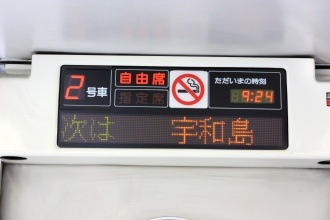 2号車
自由席
指定席
ただいまの時刻
9:24
次は 宇和島